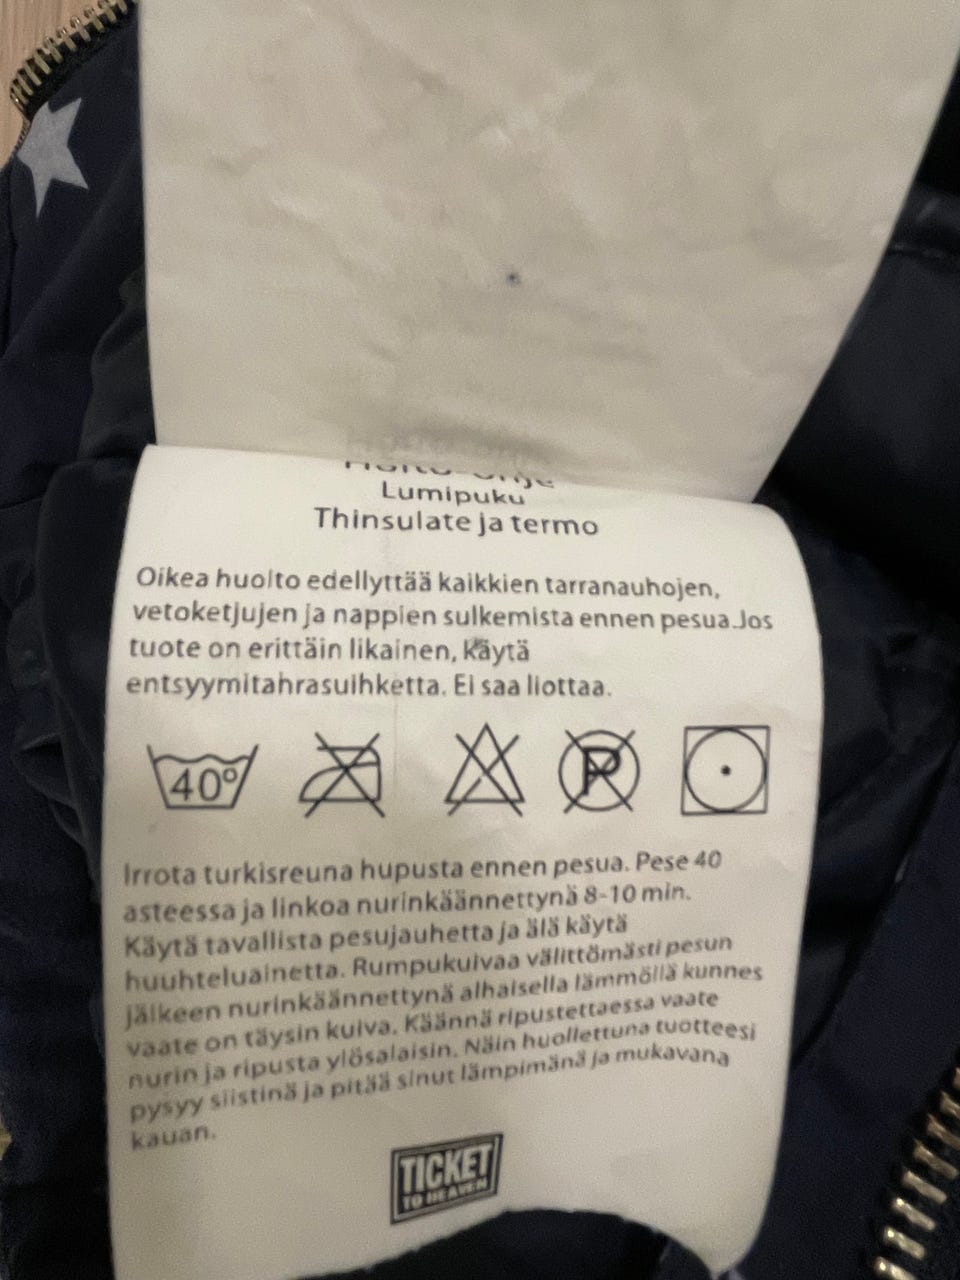 Hoito-ohje
Lumipuku
Thinsulate ja termo
Oikea huolto edellyttää kaikkien tarranauhojen,
vetoketjujen ja nappien sulkemista ennen pesua.Jos
tuote on erittäin likainen, käytä
entsyymitahrasuihketta. Ei saa liottaa.
40° P
Irrota turkisreuna hupusta ennen pesua. Pese 40
asteessa ja linkoa nurinkäännettynä 8-10 min.
Käytä tavallista pesujauhetta ja älä käytä
huuhteluainetta. Rumpukuivaa välittömästi pesun
jälkeen nurinkäännettynä alhaisella lämmöllä kunnes
vaate on täysin kuiva. Käännä ripustettaessa vaate
nurin ja ripusta ylösalaisin. Näin huollettuna tuotteesi
pysyy siistinä ja pitää sinut lämpimänä ja mukavana
kauan.
TICKET
TO HEAVEN